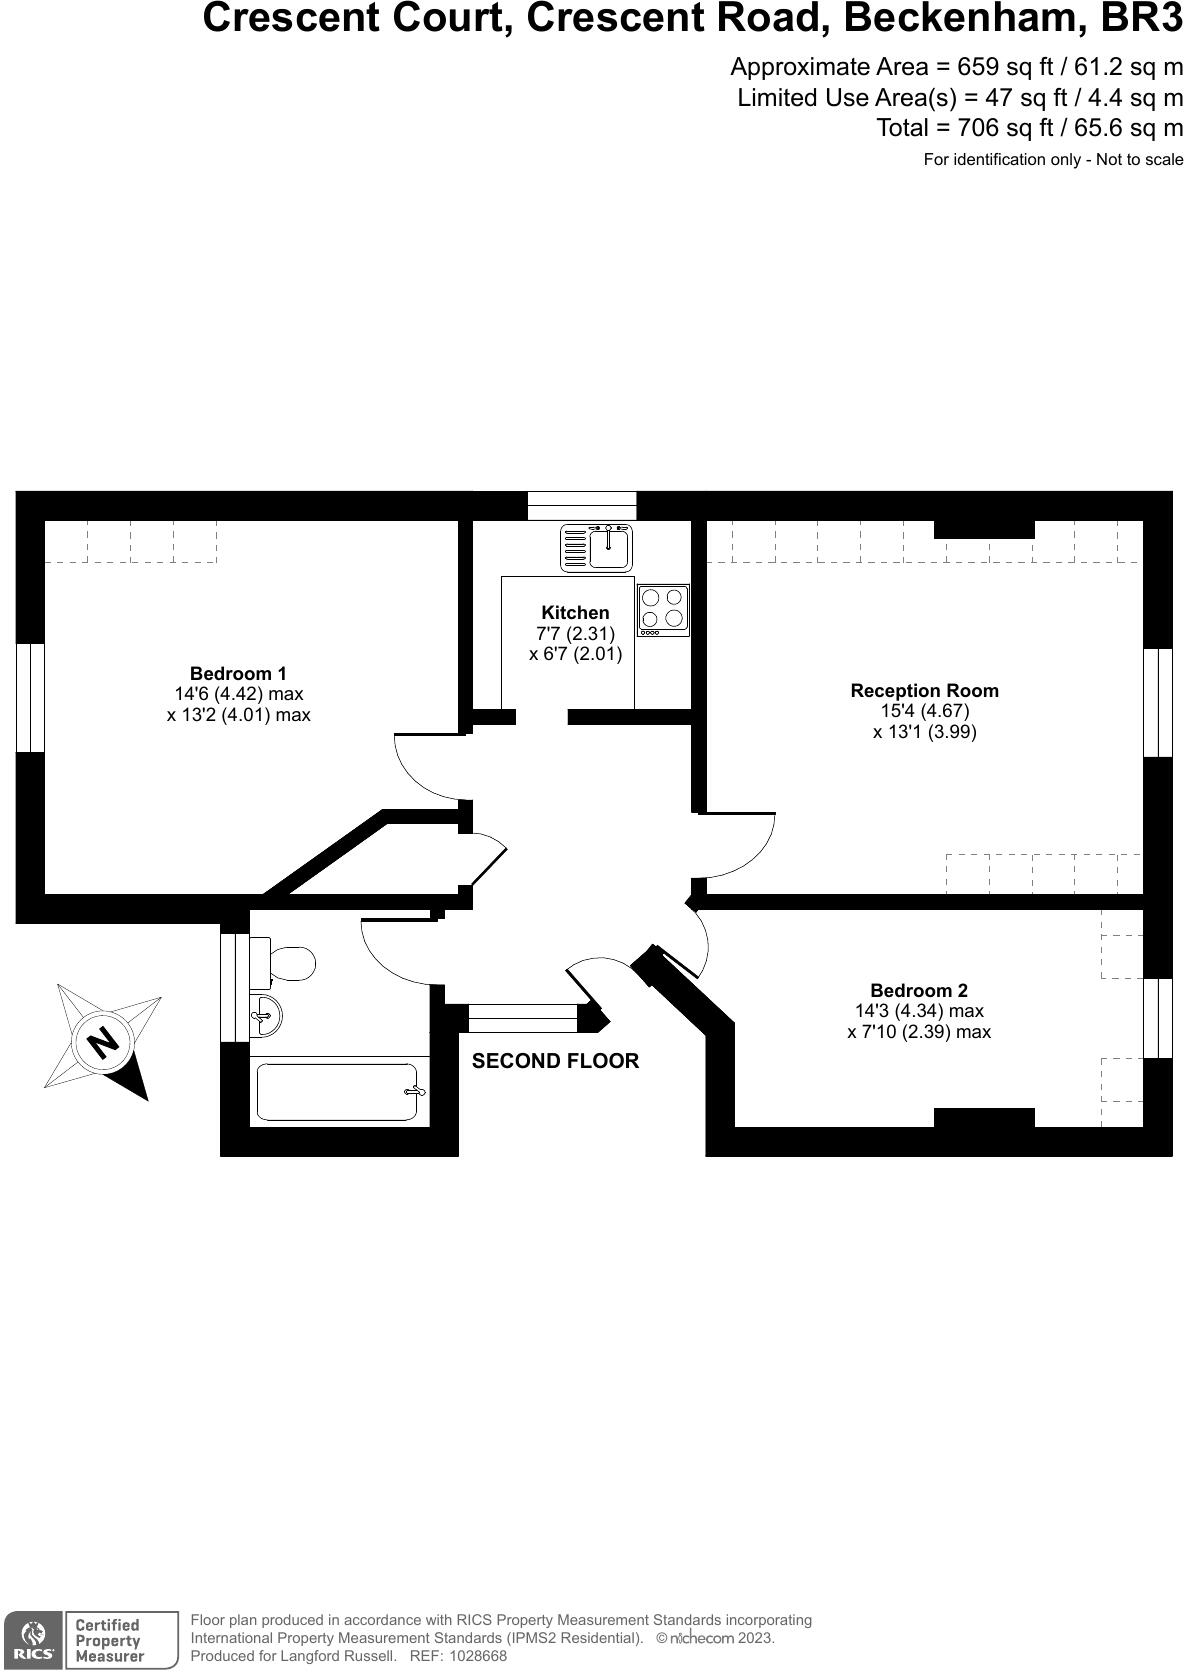 Crescent Court, Crescent Road, Beckenham, BR3
Approximate Area = 659 sq ft / 61.2 sq m
Limited Use Area(s) = 47 sq ft / 4.4 sq m
Total = 706 sq ft / 65.6 sq m
For identification only - Not to scale
Kitchen
7'7 (2.31)
x 6'7 (2.01)
Bedroom 1
14'6 (4.42) max
x 13'2 (4.01) max
Reception Room
15'4 (4.67)
x 13'1 (3.99)
Bedroom 2
14'3 (4.34) max
x 7'10 (2.39) max
N
SECOND FLOOR
RICS
Certified
Property
Measurer
Floor plan produced in accordance with RICS Property Measurement Standards incorporating
International Property Measurement Standards (IPMS2 Residential). © nichecom 2023.
Produced for Langford Russell. REF: 1028668